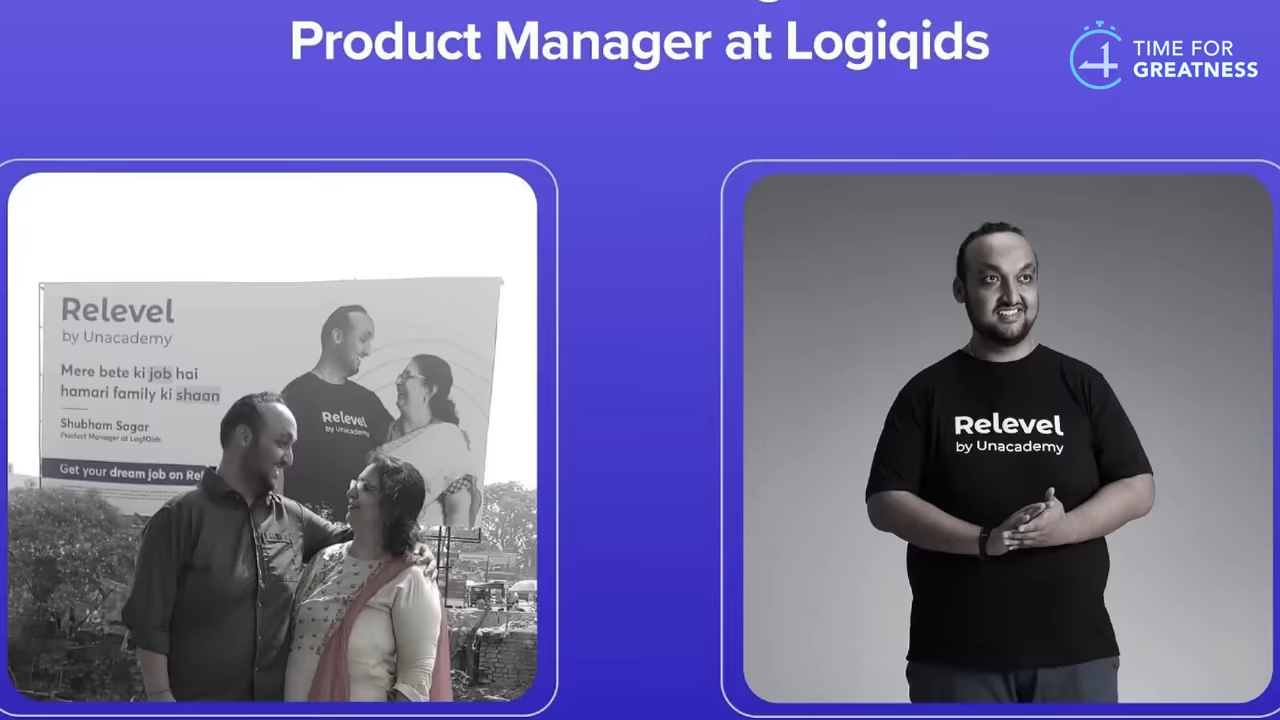 Product Manager at Logiqids
TIME FOR
GREATNESS
Relevel
by Unacademy
Mere bete ki job hai
hamari family ki shaan
Shubham Sagar
Product Manager at LogIQids
Get your dream job on Rel
Relevel
by Unacademy
Relevel
by Unacademy